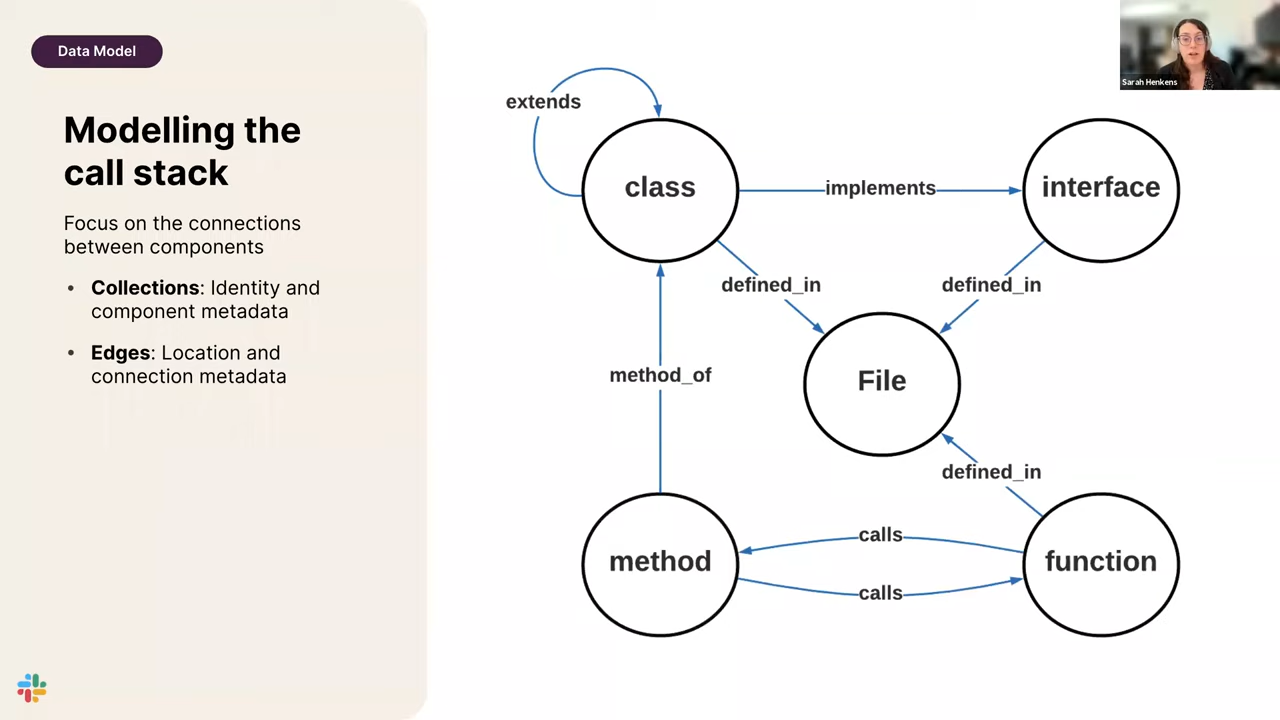 Data Model
Modelling the
call stack
Focus on the connections
between components
• Collections: Identity and
component metadata
• Edges: Location and
connection metadata
extends
class
implements
interface
defined_in
defined_in
File
method_of
defined_in
method
calls
calls
function
Sarah Henkens